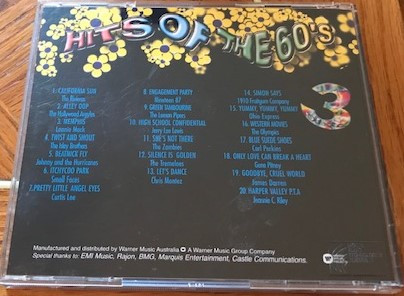 HITS OF THE 60'S
3
1. CALIFORNIA SUN
The Rivieras
2. ALLEY OOP
The Hollywood Argyles
3. MEMPHIS
Lonnie Mack
4. TWIST AND SHOUT
The Isley Brothers
5. BEATNICK FLY
Johnny and the Hurricanes
6. ITCHYCOO PARK
Small Faces
7. PRETTY LITTLE ANGEL EYES
Curtis Lee
8. ENGAGEMENT PARTY
Nineteen 87
9. GREEN TAMBOURINE
The Lemon Pipers
10. HIGH SCHOOL CONFIDENTIAL
Jerry Lee Lewis
11. SHE'S NOT THERE
The Zombies
12. SILENCE IS GOLDEN
The Tremeloes
13. LET'S DANCE
Chris Montez
14. SIMON SAYS
1910 Fruitgum Company
15. YUMMY, YUMMY, YUMMY
Ohio Express
16. WESTERN MOVIES
The Olympics
17. BLUE SUEDE SHOES
Carl Perkins
18. ONLY LOVE CAN BREAK A HEART
Gene Pitney
19. GOODBYE, CRUEL WORLD
James Darren
20. HARPER VALLEY P.T.A
Jeannie C. Riley
Manufactured and distributed by Warner Music Australia A Warner Music Group Company
Special thanks to: EMI Music, Rajon, BMG, Marquis Entertainment, Castle Communications.